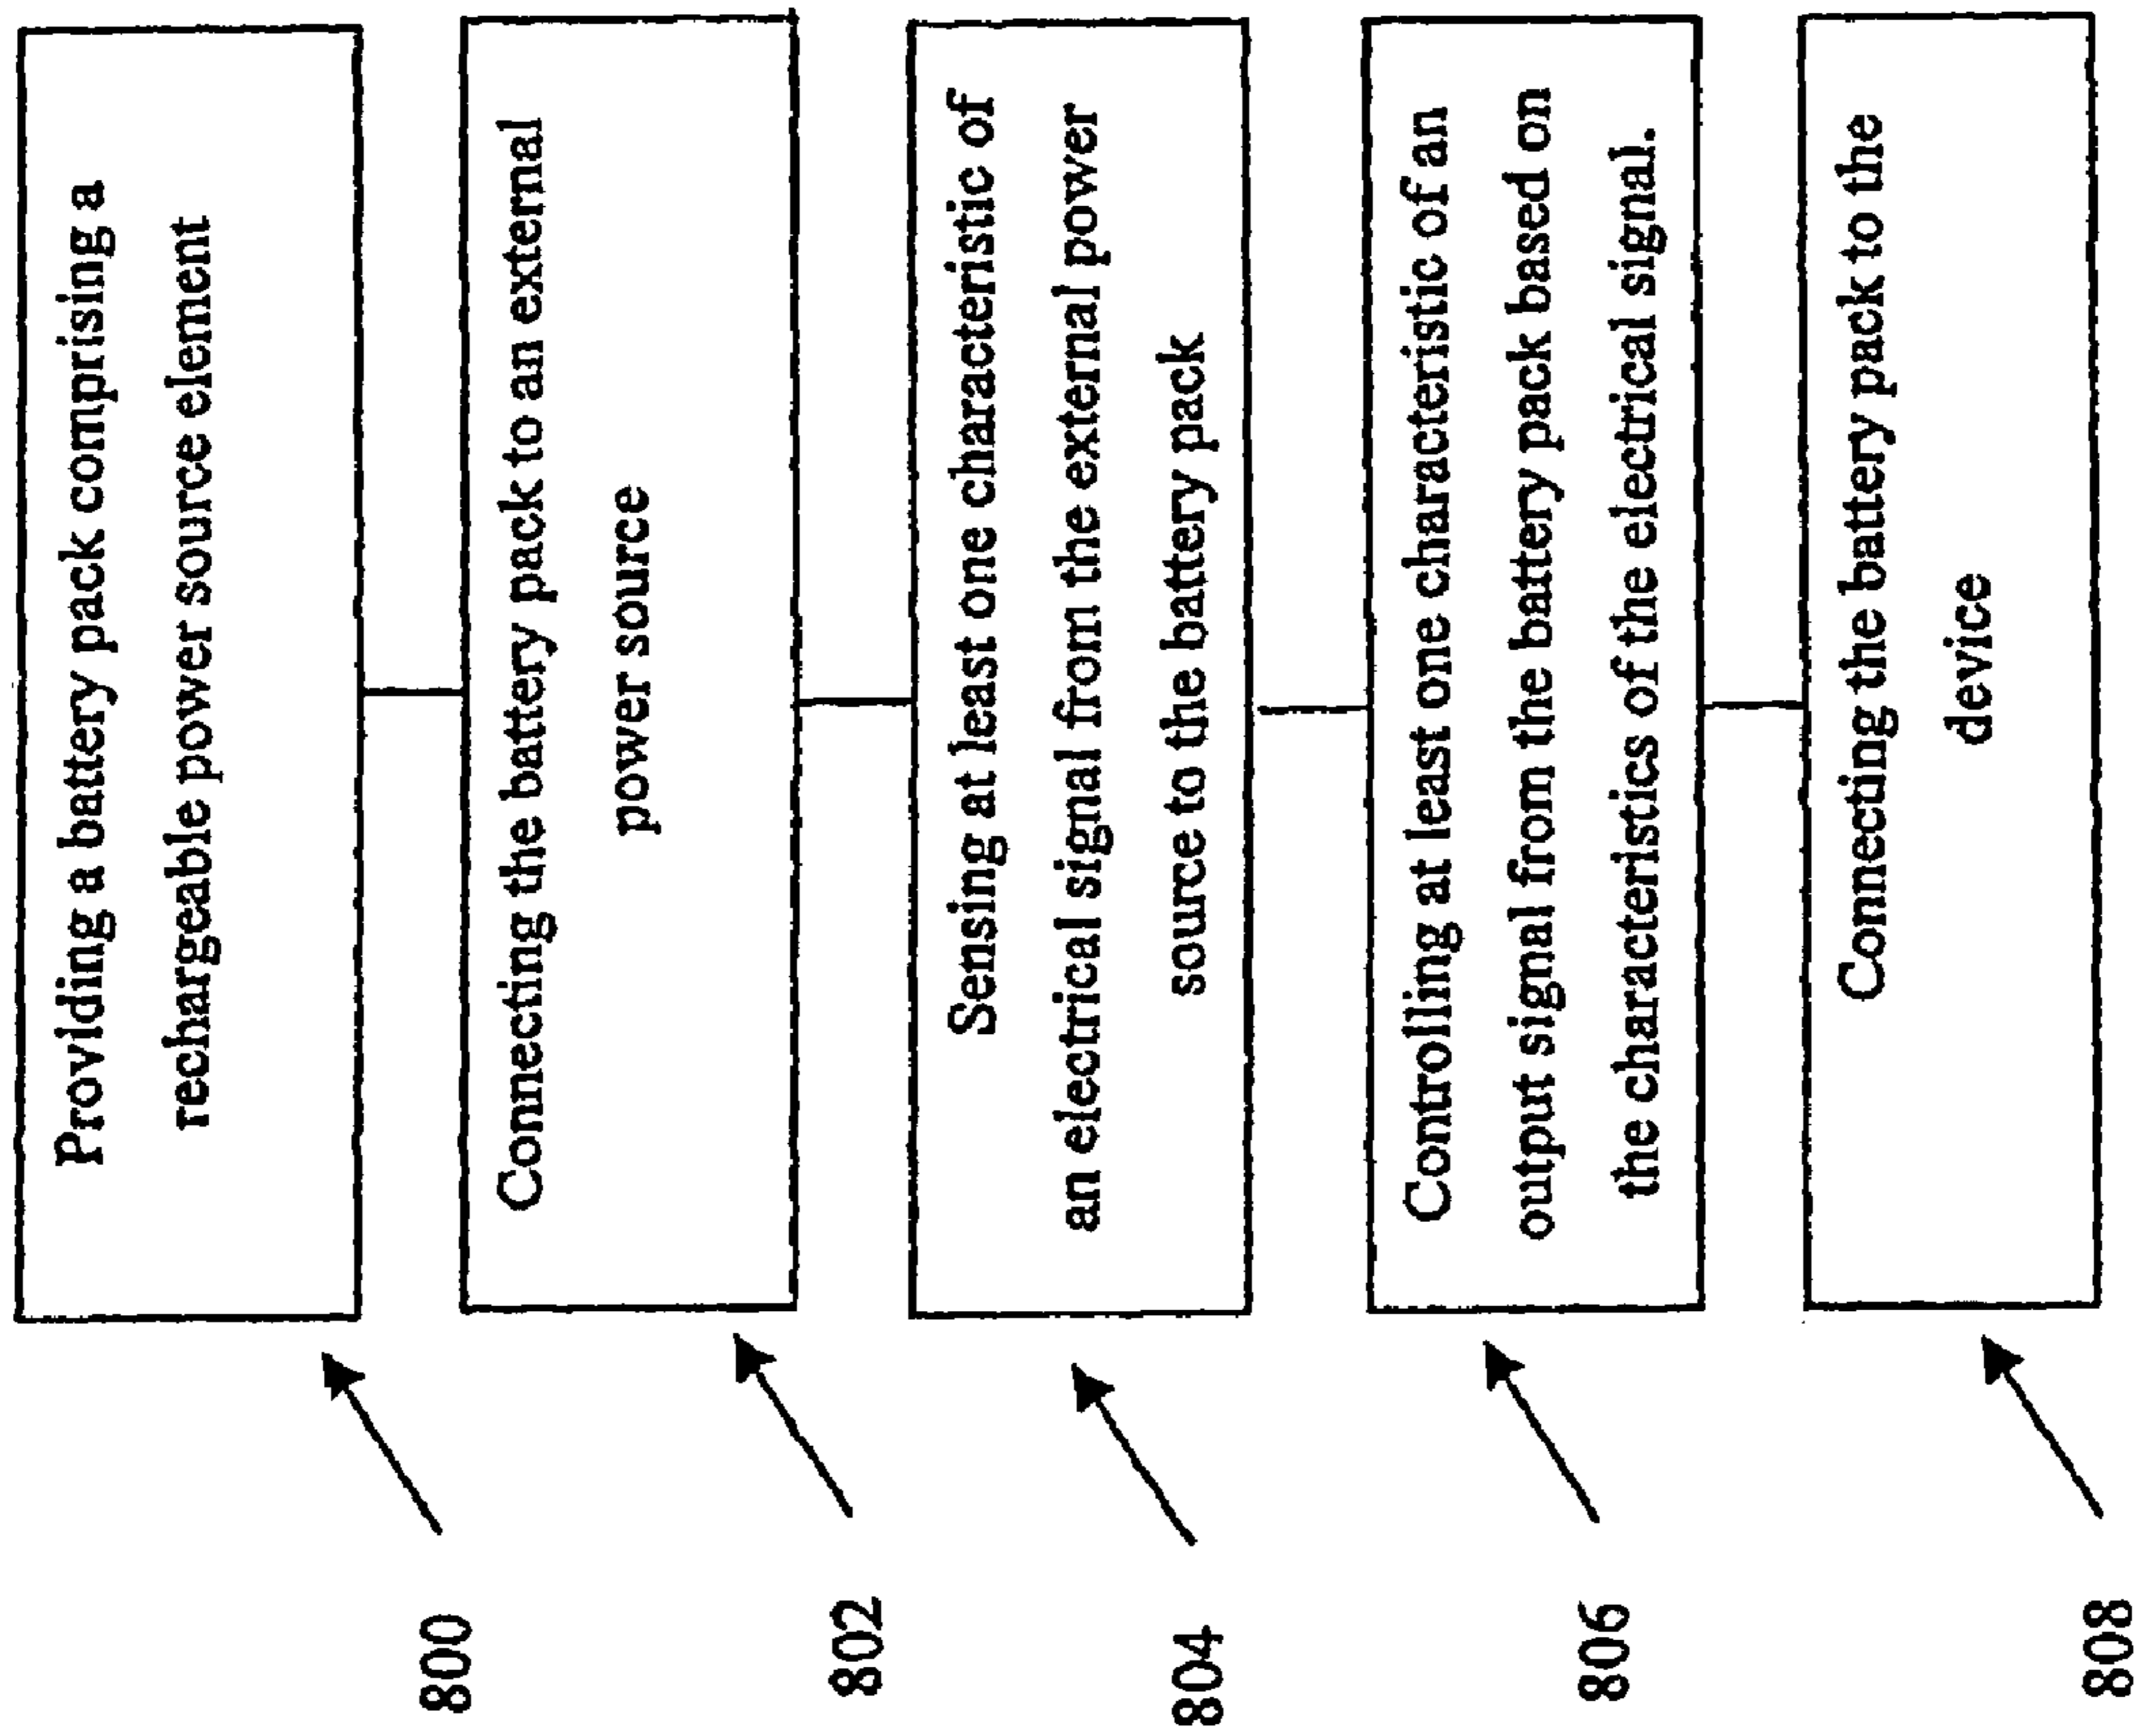 Providing a battery pack comprising a
rechargeable power source element
800
Connecting the battery pack to an external
power source
802
Sensing at least one characteristic of
an electrical signal from the external power
source to the battery pack
804
Controlling at least one characteristic of an
output signal from the battery pack based on
the characteristics of the electrical signal.
806
Connecting the battery pack to the
device
808